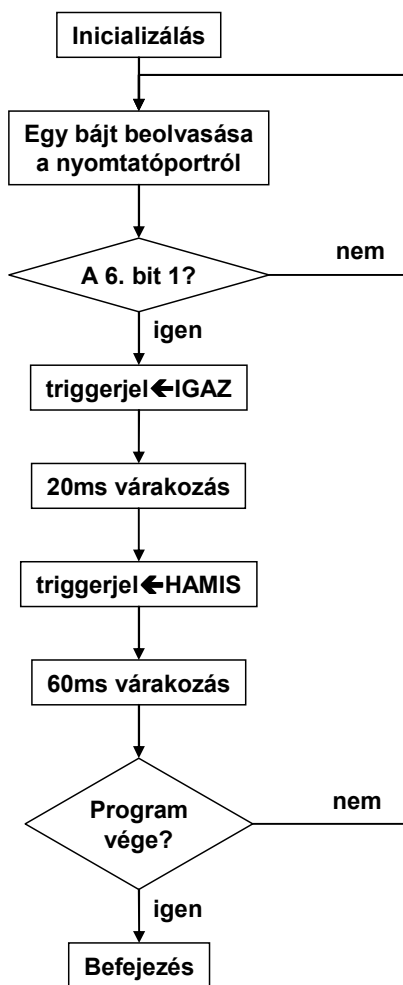 Inicializálás
Egy bájt beolvasása
a nyomtatóportról
A 6. bit 1?
nem
igen
triggerjel🡸IGAZ
20ms várakozás
triggerjel🡸HAMIS
60ms várakozás
Program
vége?
nem
igen
Befejezés